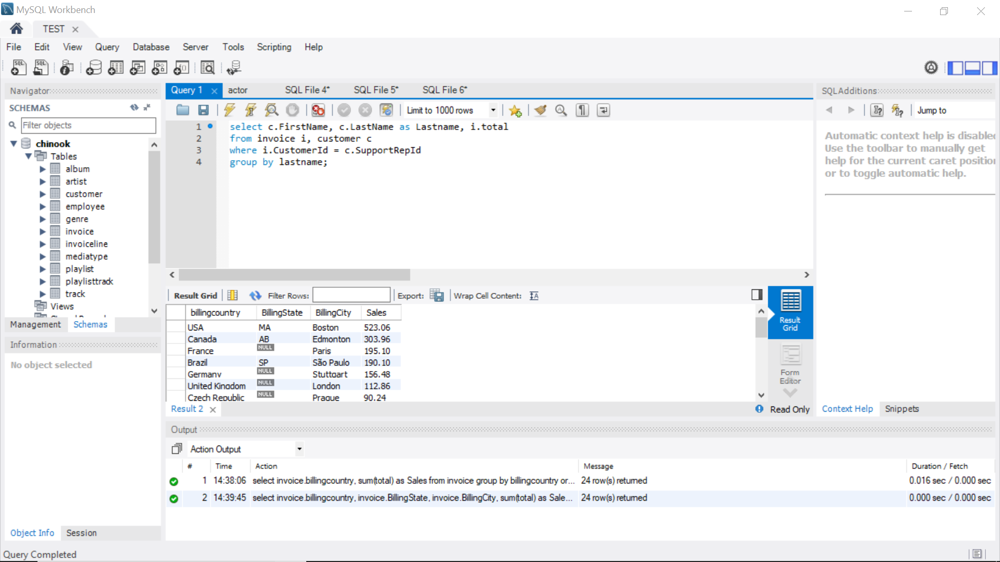 MySQL Workbench
TEST
File Edit View Query Database Server Tools Scripting Help
Navigator
SCHEMAS
Filter objects
chinook
Tables
album
artist
customer
employee
genre
invoice
invoiceline
mediatype
playlist
playlisttrack
track
Views
Management Schemas
Information
No object selected
Object Info Session
Query 1 actor SQL File 4* SQL File 5* SQL File 6*
Limit to 1000 rows
1 select c.FirstName, c.LastName as Lastname, i.total
2 from invoice i, customer c
3 where i.CustomerId = c.SupportRepId
4 group by lastname;
Result Grid Filter Rows: Export: Wrap Cell Content:
billingcountry BillingState BillingCity Sales
USA MA Boston 523.06
Canada AB Edmonton 303.96
France NULL Paris 195.10
Brazil SP São Paulo 190.10
Germany NULL Stuttgart 156.48
United Kingdom NULL London 112.86
Czech Republic NULL Prague 90.24
Result Grid
Form Editor
Result 2 Read Only
SQLAdditions
Jump to
Automatic context help is disabled
Use the toolbar to manually get
help for the current caret position
or to toggle automatic help.
Context Help Snippets
Output
Action Output
# Time Action Message Duration / Fetch
1 14:38:06 select invoice.billingcountry, sum(total) as Sales from invoice group by billingcountry or... 24 row(s) returned 0.016 sec / 0.000 sec
2 14:39:45 select invoice.billingcountry, invoice.BillingState, invoice.BillingCity, sum(total) as Sale... 24 row(s) returned 0.000 sec / 0.000 sec
Query Completed